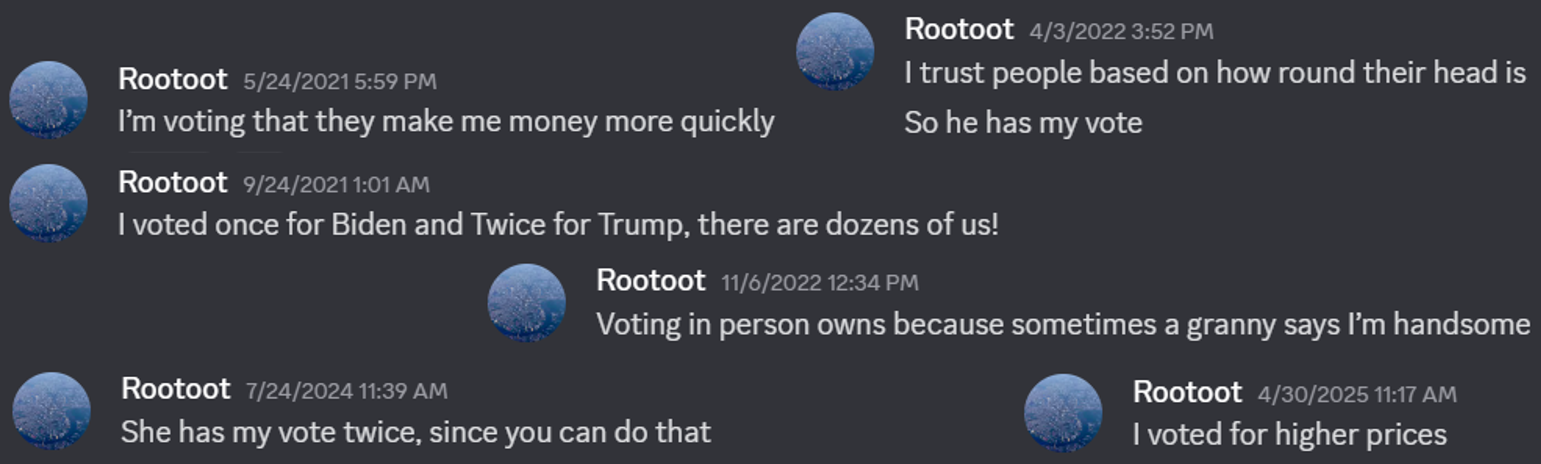 Rootoot 5/24/2021 5:59 PM
I’m voting that they make me money more quickly
Rootoot 4/3/2022 3:52 PM
I trust people based on how round their head is
So he has my vote
Rootoot 9/24/2021 1:01 AM
I voted once for Biden and Twice for Trump, there are dozens of us!
Rootoot 11/6/2022 12:34 PM
Voting in person owns because sometimes a granny says I’m handsome
Rootoot 7/24/2024 11:39 AM
She has my vote twice, since you can do that
Rootoot 4/30/2025 11:17 AM
I voted for higher prices